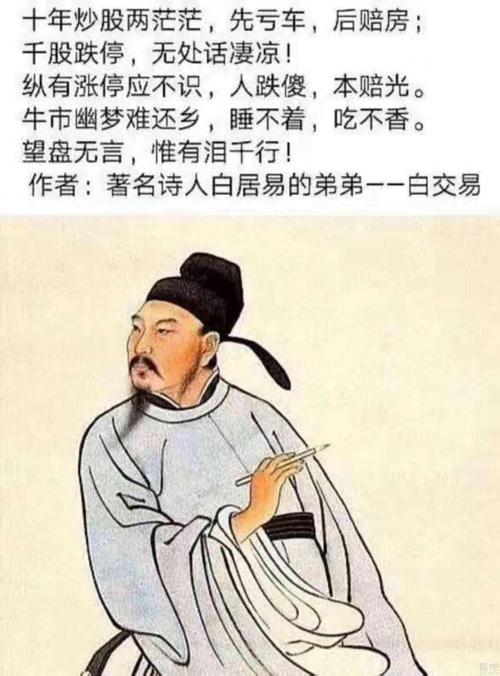 十年炒股两茫茫，先亏车，后赔房；
千股跌停，无处话凄凉！
纵有涨停应不识，人跌傻，本赔光。
牛市幽梦难还乡，睡不着，吃不香。
望盘无言，惟有泪千行！
作者：著名诗人白居易的弟弟——白交易